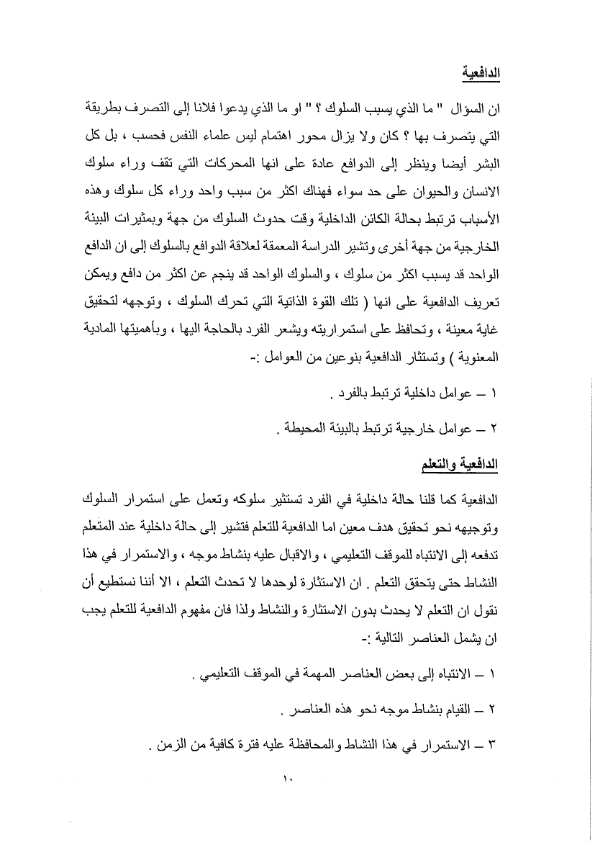 الدافعية
ان السؤال " ما الذي يسبب السلوك ؟ " او ما الذي يدعوا فلانا إلى التصرف بطريقة
التي يتصرف بها ؟ كان ولا يزال محور اهتمام ليس علماء النفس فحسب ، بل كل
البشر أيضا وينظر إلى الدوافع عادة على انها المحركات التي تقف وراء سلوك
الانسان والحيوان على حد سواء فهناك اكثر من سبب واحد وراء كل سلوك وهذه
الأسباب ترتبط بحالة الكائن الداخلية وقت حدوث السلوك من جهة وبمثيرات البيئة
الخارجية من جهة أخرى وتشير الدراسة المعمقة لعلاقة الدوافع بالسلوك إلى ان الدافع
الواحد قد يسبب اكثر من سلوك ، والسلوك الواحد قد ينجم عن اكثر من دافع ويمكن
تعريف الدافعية على انها ( تلك القوة الذاتية التي تحرك السلوك ، وتوجهه لتحقيق
غاية معينة ، وتحافظ على استمراريته ويشعر الفرد بالحاجة اليها ، وبأهميتها المادية
المعنوية ) وتستثار الدافعية بنوعين من العوامل :-
١ – عوامل داخلية ترتبط بالفرد .
٢ – عوامل خارجية ترتبط بالبيئة المحيطة .
الدافعية والتعلم
الدافعية كما قلنا حالة داخلية في الفرد تستثير سلوكه وتعمل على استمرار السلوك
وتوجيهه نحو تحقيق هدف معين اما الدافعية للتعلم فتشير إلى حالة داخلية عند المتعلم
تدفعه إلى الانتباه للموقف التعليمي ، والاقبال عليه بنشاط موجه ، والاستمرار في هذا
النشاط حتى يتحقق التعلم . ان الاستثارة لوحدها لا تحدث التعلم ، الا أننا نستطيع أن
نقول ان التعلم لا يحدث بدون الاستثارة والنشاط ولذا فان مفهوم الدافعية للتعلم يجب
ان يشمل العناصر التالية :-
١ – الانتباه إلى بعض العناصر المهمة في الموقف التعليمي .
٢ – القيام بنشاط موجه نحو هذه العناصر .
٣ – الاستمرار في هذا النشاط والمحافظة عليه فترة كافية من الزمن .
١٠